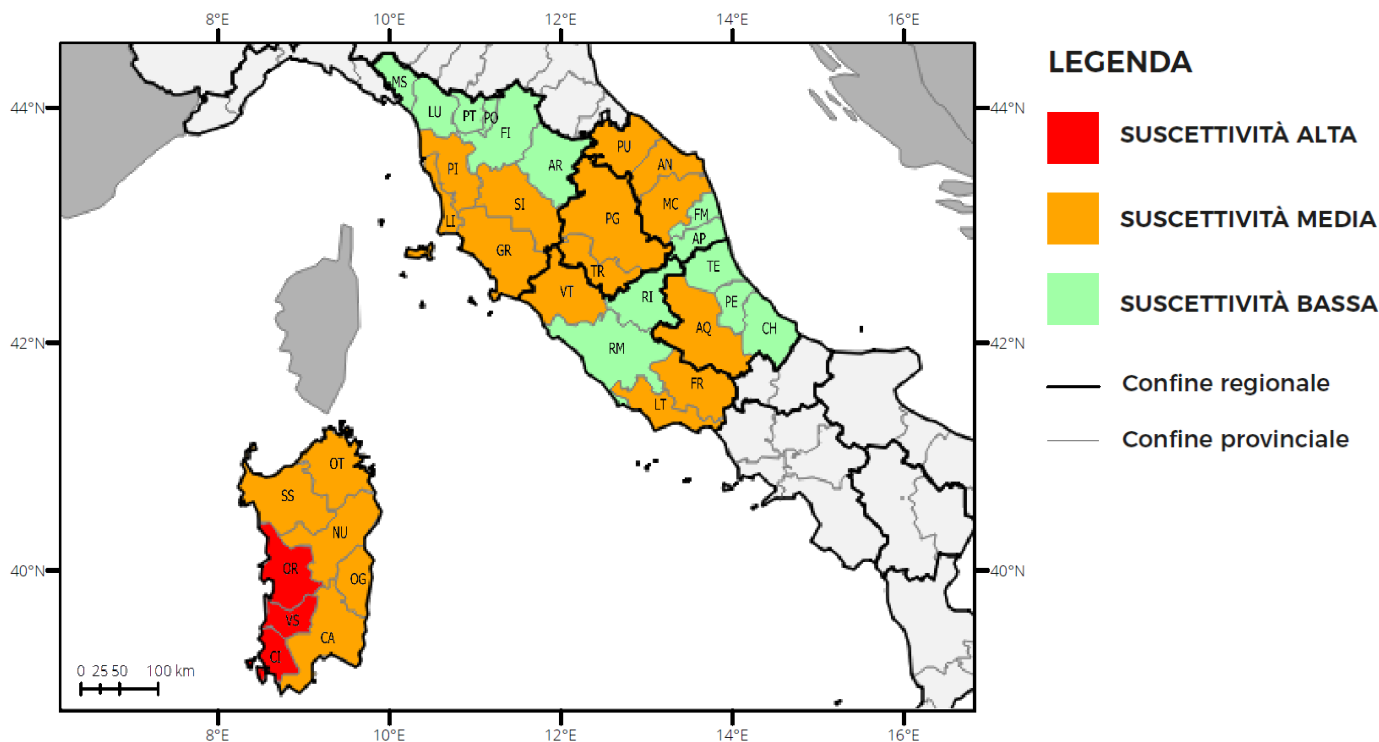 8°E 10°E 12°E 14°E 16°E
LEGENDA
44°N 44°N
SUSCETTIVITÀ ALTA
SUSCETTIVITÀ MEDIA
SUSCETTIVITÀ BASSA
42°N 42°N
Confine regionale
Confine provinciale
40°N 40°N
MS
LU PT PO
FI
AR
PU
PI
AN
SI
MC
LI
PG
FM
GR
AP
TR
TE
VT
RI
PE
AQ
CH
RM
FR
LT
OT
SS
NU
OR
OG
VS
CA
CI
0 25 50 100 km
8°E 10°E 12°E 14°E 16°E